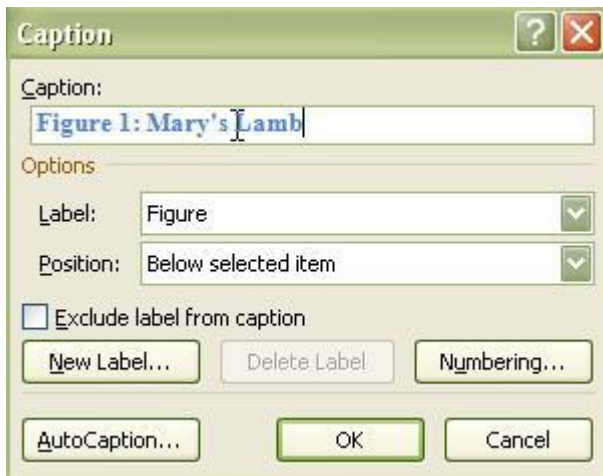 Caption
?
Caption:
Figure 1: Mary's Lamb
Options
Label: Figure
Position: Below selected item
Exclude label from caption
New Label... Delete Label Numbering...
AutoCaption... OK Cancel